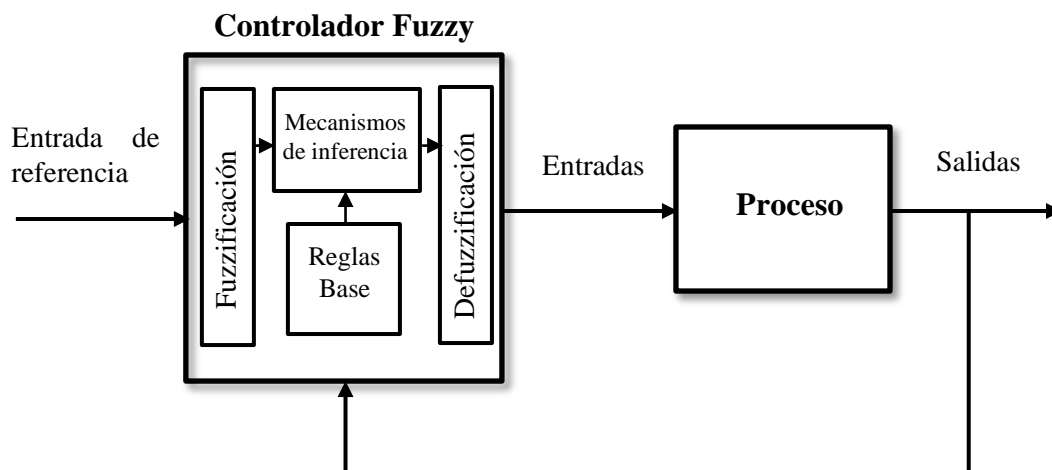 Controlador Fuzzy
Entrada de
referencia
Fuzzificación
Mecanismos
de inferencia
Reglas
Base
Defuzzificación
Entradas
Proceso
Salidas